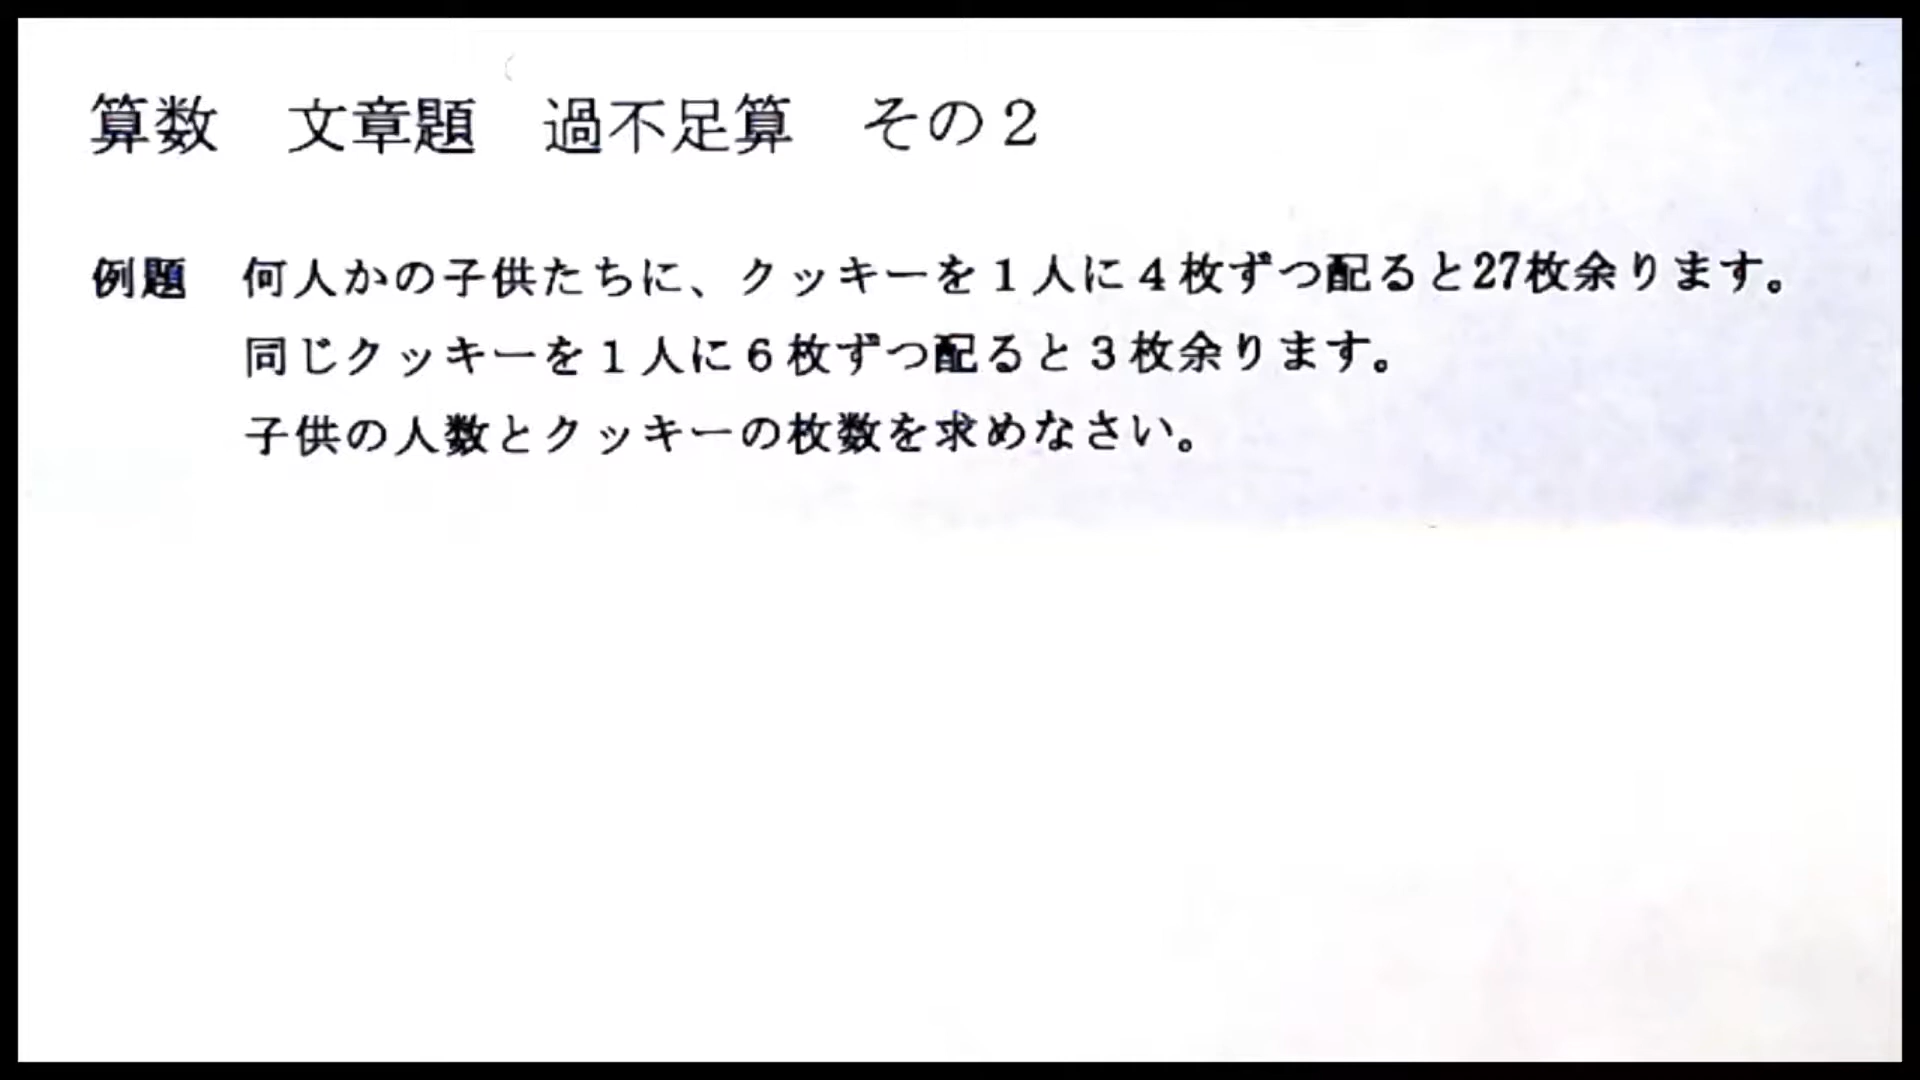 算数　文章題　過不足算　その２
例題　何人かの子供たちに、クッキーを１人に４枚ずつ配ると27枚余ります。
同じクッキーを１人に６枚ずつ配ると３枚余ります。
子供の人数とクッキーの枚数を求めなさい。